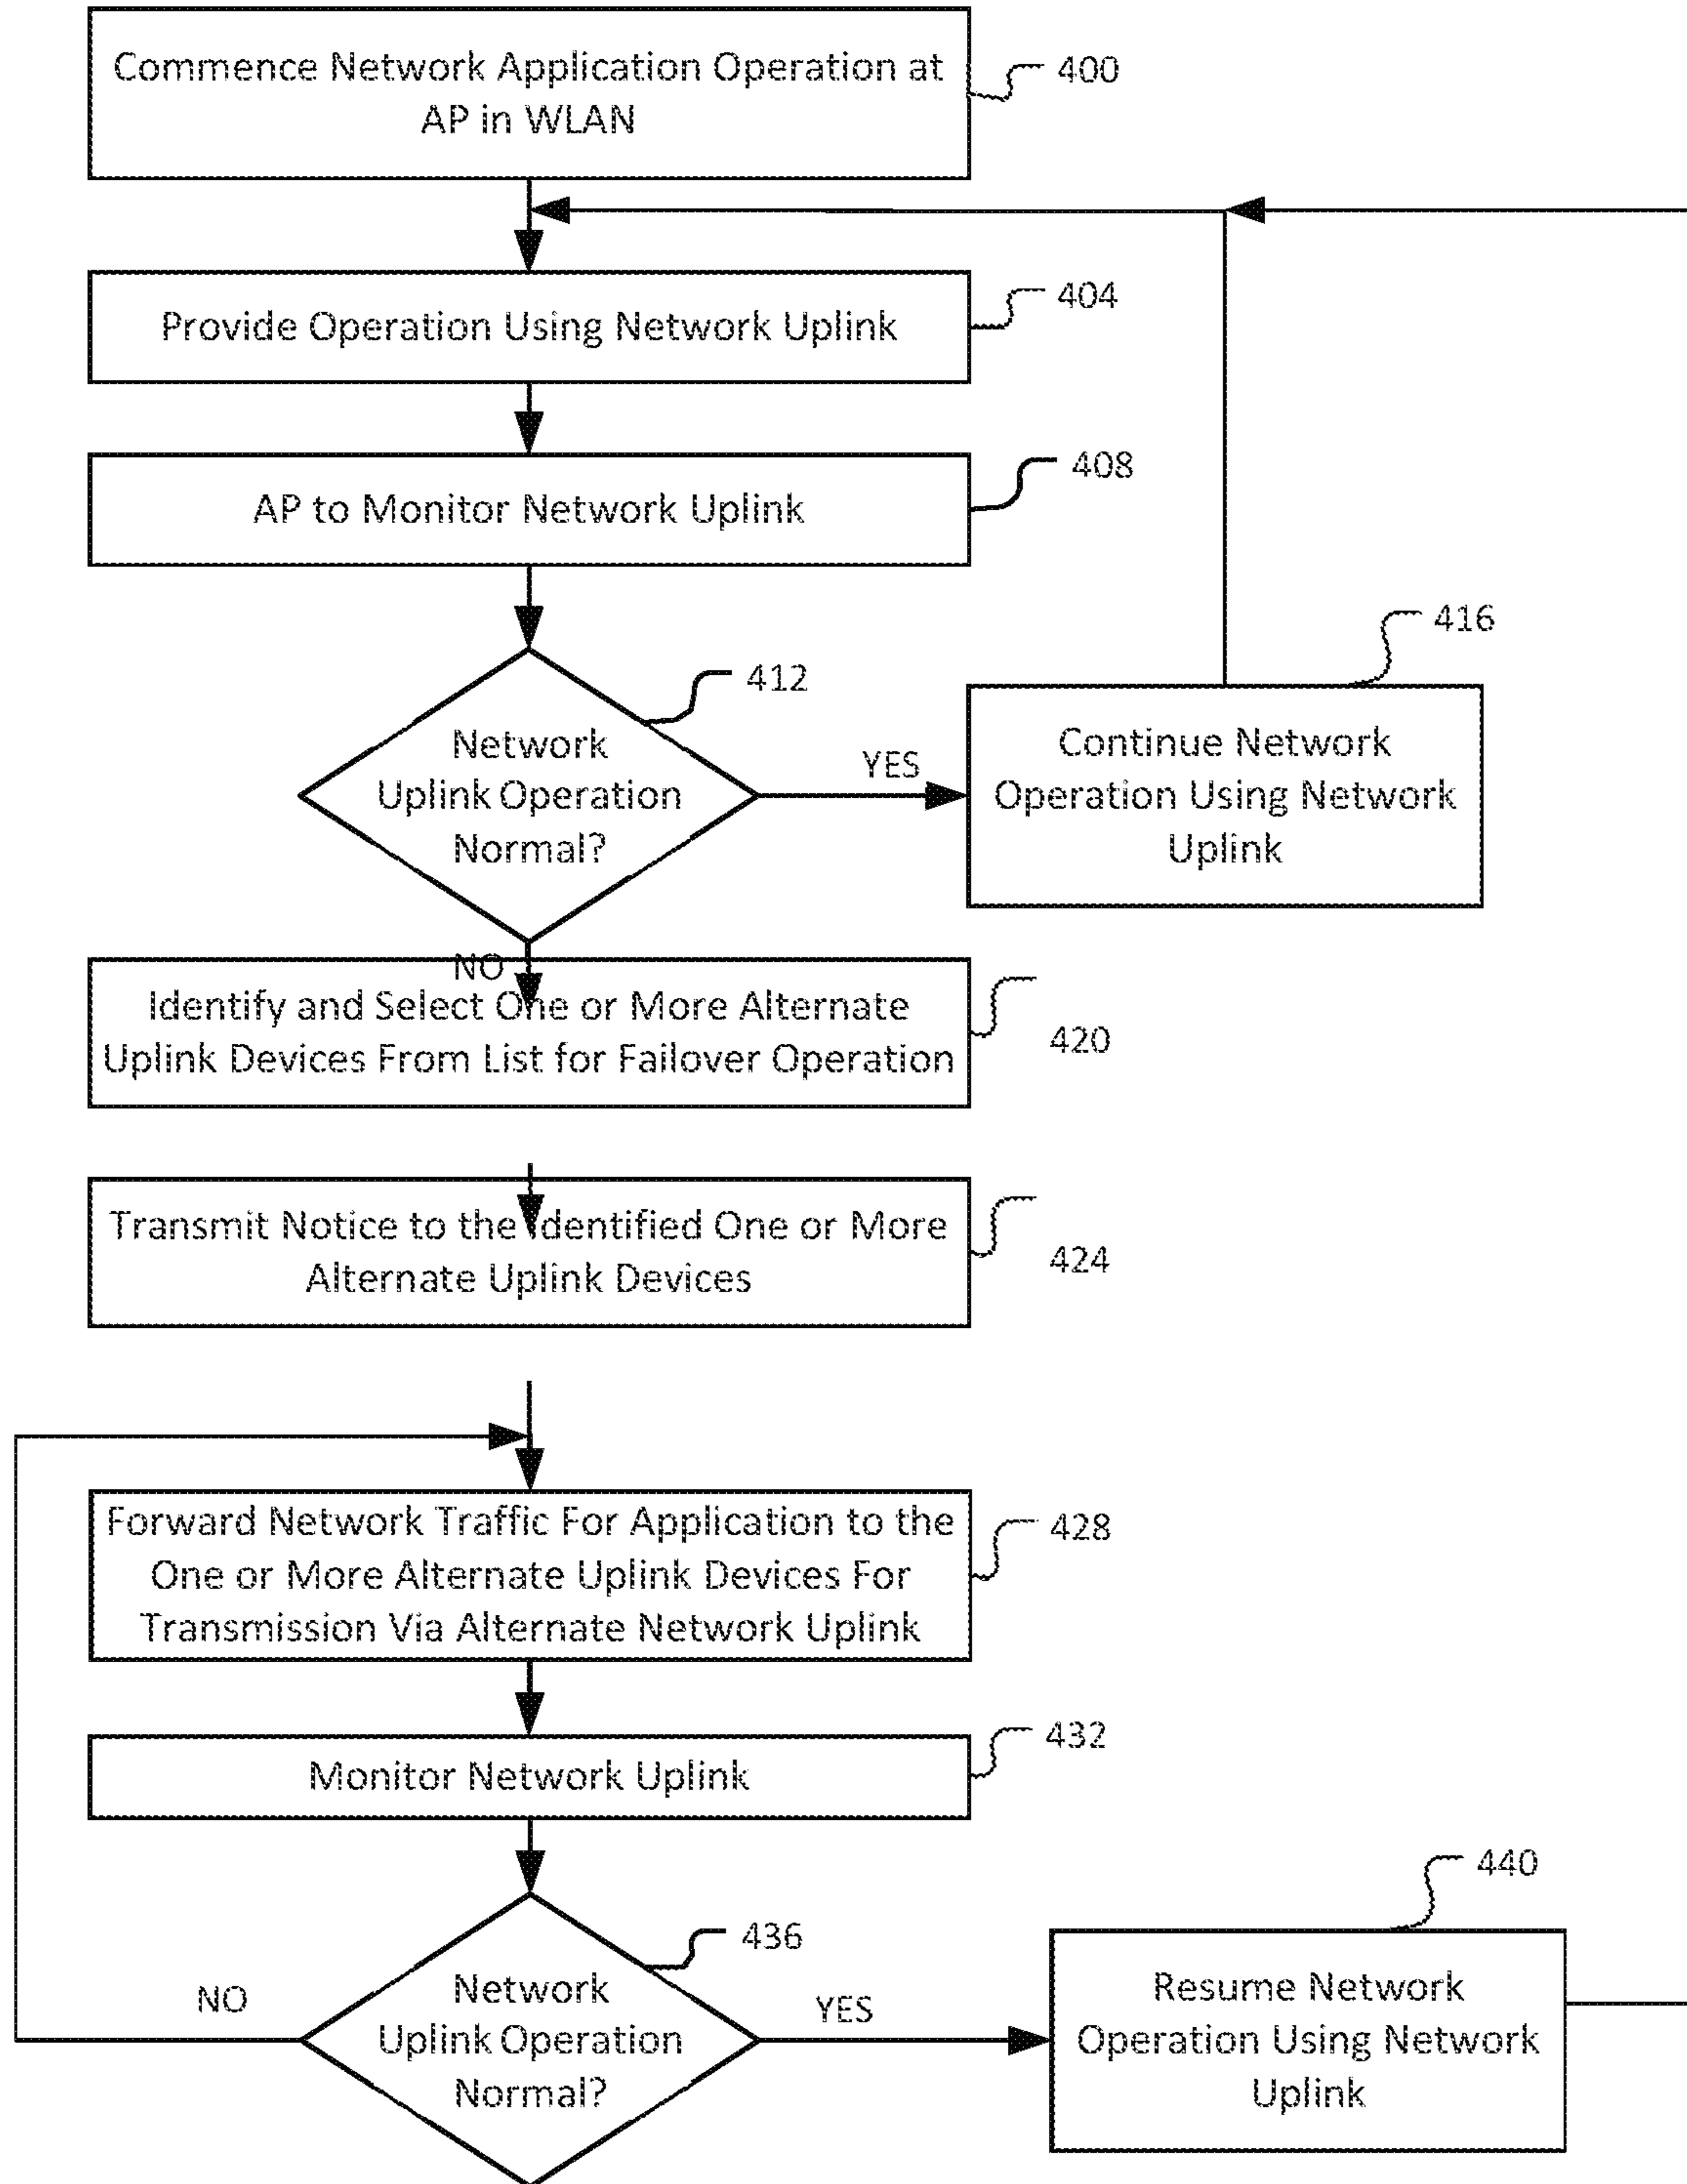 Commence Network Application Operation at
AP in WLAN
400
Provide Operation Using Network Uplink
404
AP to Monitor Network Uplink
408
412
Network
Uplink Operation
Normal?
YES
416
Continue Network
Operation Using Network
Uplink
NO
Identify and Select One or More Alternate
Uplink Devices From List for Failover Operation
420
Transmit Notice to the Identified One or More
Alternate Uplink Devices
424
Forward Network Traffic For Application to the
One or More Alternate Uplink Devices For
Transmission Via Alternate Network Uplink
428
Monitor Network Uplink
432
436
Network
Uplink Operation
Normal?
NO
YES
440
Resume Network
Operation Using Network
Uplink